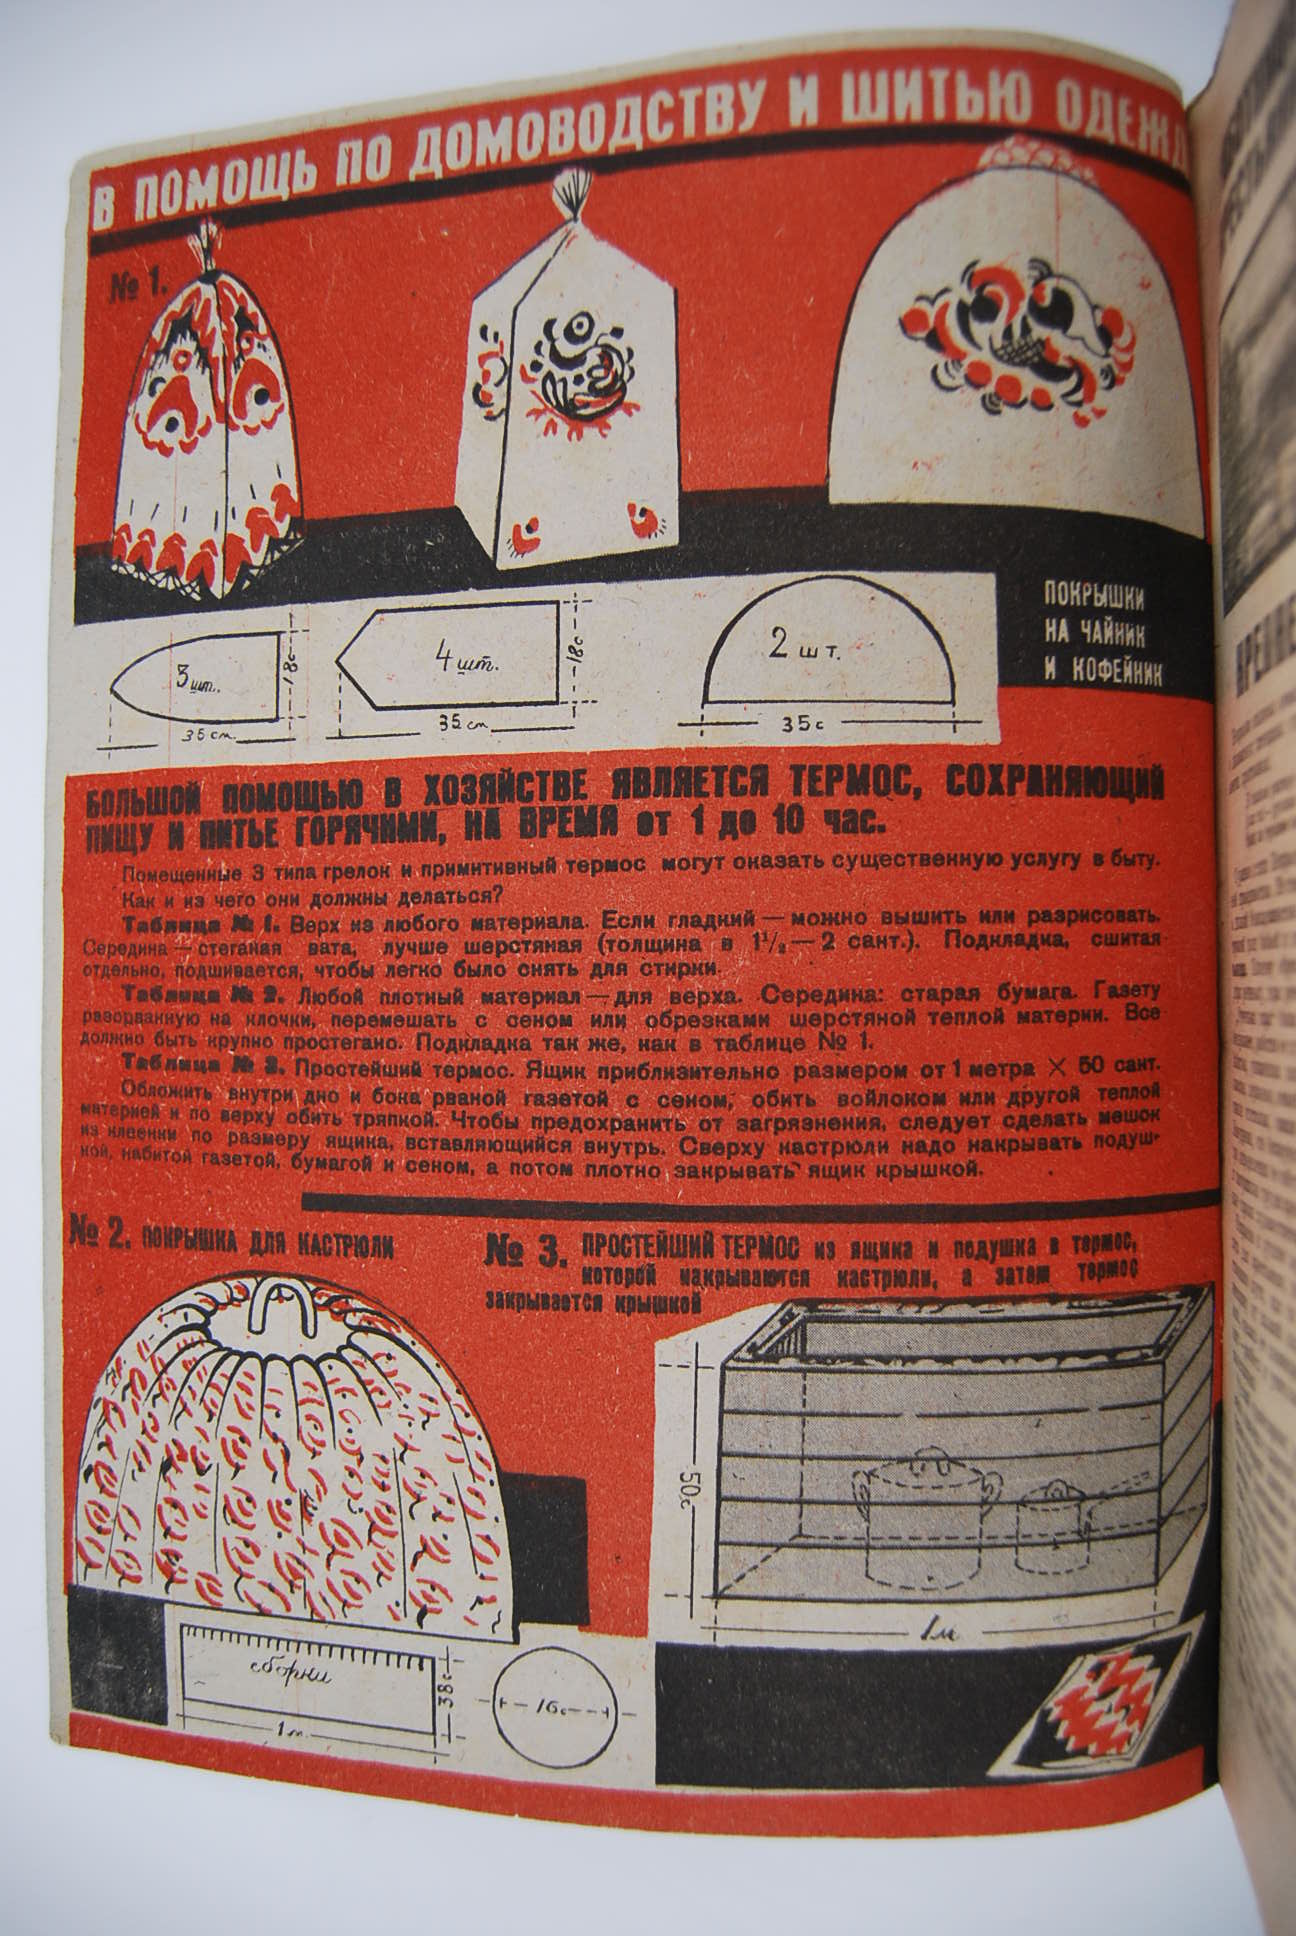 В ПОМОЩЬ ПО ДОМОВОДСТВУ И ШИТЬЮ ОДЕЖД
№ 1.
3 шт.
18с
35 см.
4 шт.
18с
35 cm
2 шт.
35с
ПОКРЫШКИ
НА ЧАЙНИК
И КОФЕЙНИК
БОЛЬШОЙ ПОМОЩЬЮ В ХОЗЯЙСТВЕ ЯВЛЯЕТСЯ ТЕРМОС, СОХРАНЯЮЩИЙ
ПИЩУ И ПИТЬЕ ГОРЯЧИМИ, НА ВРЕМЯ от 1 до 10 час.
Помещенные 3 типа грелок и примитивный термос могут оказать существенную услугу в быту.
Как и из чего они должны делаться?
Таблица № 1. Верх из любого материала. Если гладкий — можно вышить или разрисовать.
Середина — стеганая вата, лучше шерстяная (толщина в 1½ — 2 сант.). Подкладка, сшитая
отдельно, подшивается, чтобы легко было снять для стирки.
Таблица № 2. Любой плотный материал — для верха. Середина: старая бумага. Газету
разорванную на клочки, перемешать с сеном или обрезками шерстяной теплой материи. Все
должно быть крупно простегано. Подкладка так же, как в таблице № 1.
Таблица № 3. Простейший термос. Ящик приблизительно размером от 1 метра × 50 сант.
Обложить внутри дно и бока рваной газетой с сеном, обить войлоком или другой теплой
материей и по верху обить тряпкой. Чтобы предохранить от загрязнения, следует сделать мешок
из клеенки по размеру ящика, вставляющийся внутрь. Сверху кастрюли надо накрывать подуш-
кой, набитой газетой, бумагой и сеном, а потом плотно закрывать ящик крышкой.
№ 2. ПОКРЫШКА ДЛЯ КАСТРЮЛИ
№ 3. ПРОСТЕЙШИЙ ТЕРМОС из ящика и подушка в термос,
которой накрываются кастрюли, а затем термос
закрывается крышкой
50с
1м
сборки
38с
1м
16с